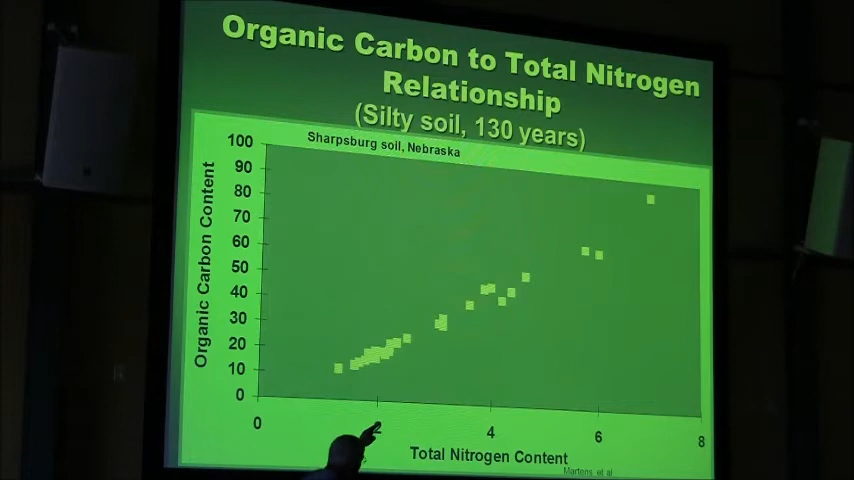 Organic Carbon to Total Nitrogen
Relationship
(Silty soil, 130 years)
Sharpsburg soil, Nebraska
Organic Carbon Content
100
90
80
70
60
50
40
30
20
10
0
0
2
4
6
8
Total Nitrogen Content
Martens et al